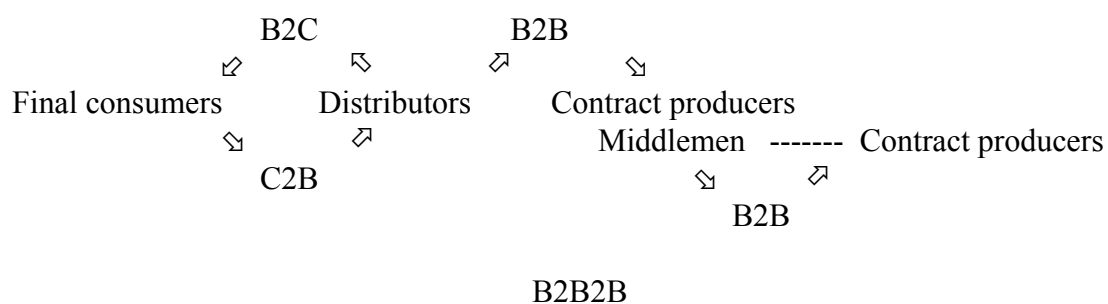 B2C B2B
⬃ ⬁ ⬀ ⬂
Final consumers Distributors Contract producers
Middlemen ------- Contract producers
⬂ ⬀ ⬂ ⬀
C2B
B2B
B2B2B